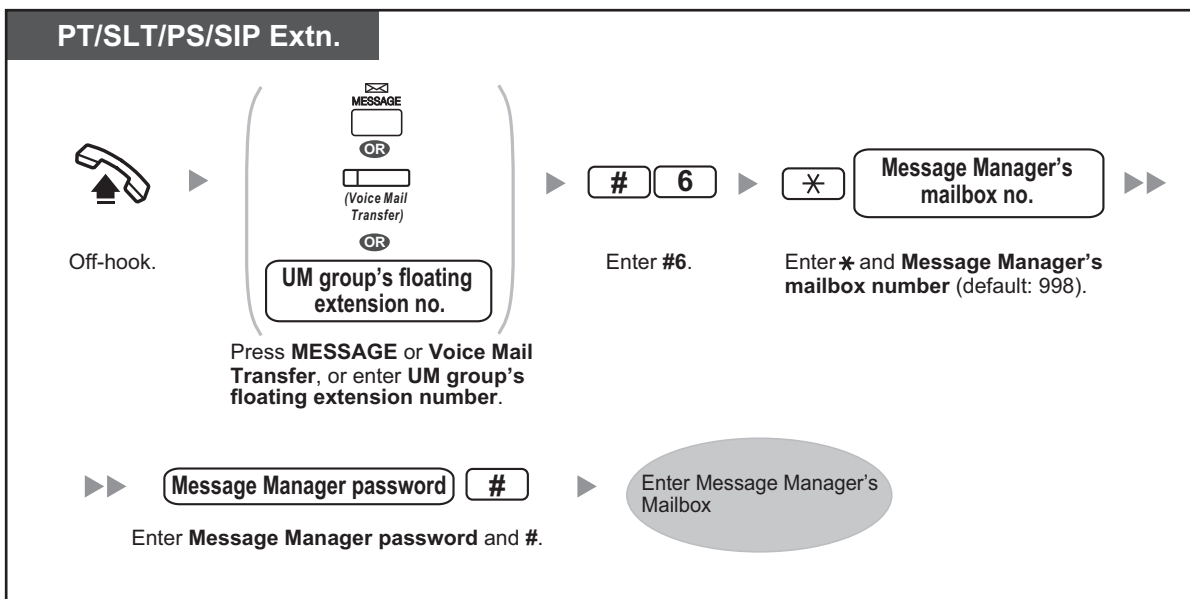 PT/SLT/PS/SIP Extn.
MESSAGE
OR
(Voice Mail
Transfer)
OR
UM group's floating
extension no.
# 6
* Message Manager's
mailbox no.
Off-hook.
Press MESSAGE or Voice Mail
Transfer, or enter UM group's
floating extension number.
Enter #6.
Enter * and Message Manager's
mailbox number (default: 998).
Message Manager password #
Enter Message Manager password and #.
Enter Message Manager's
Mailbox